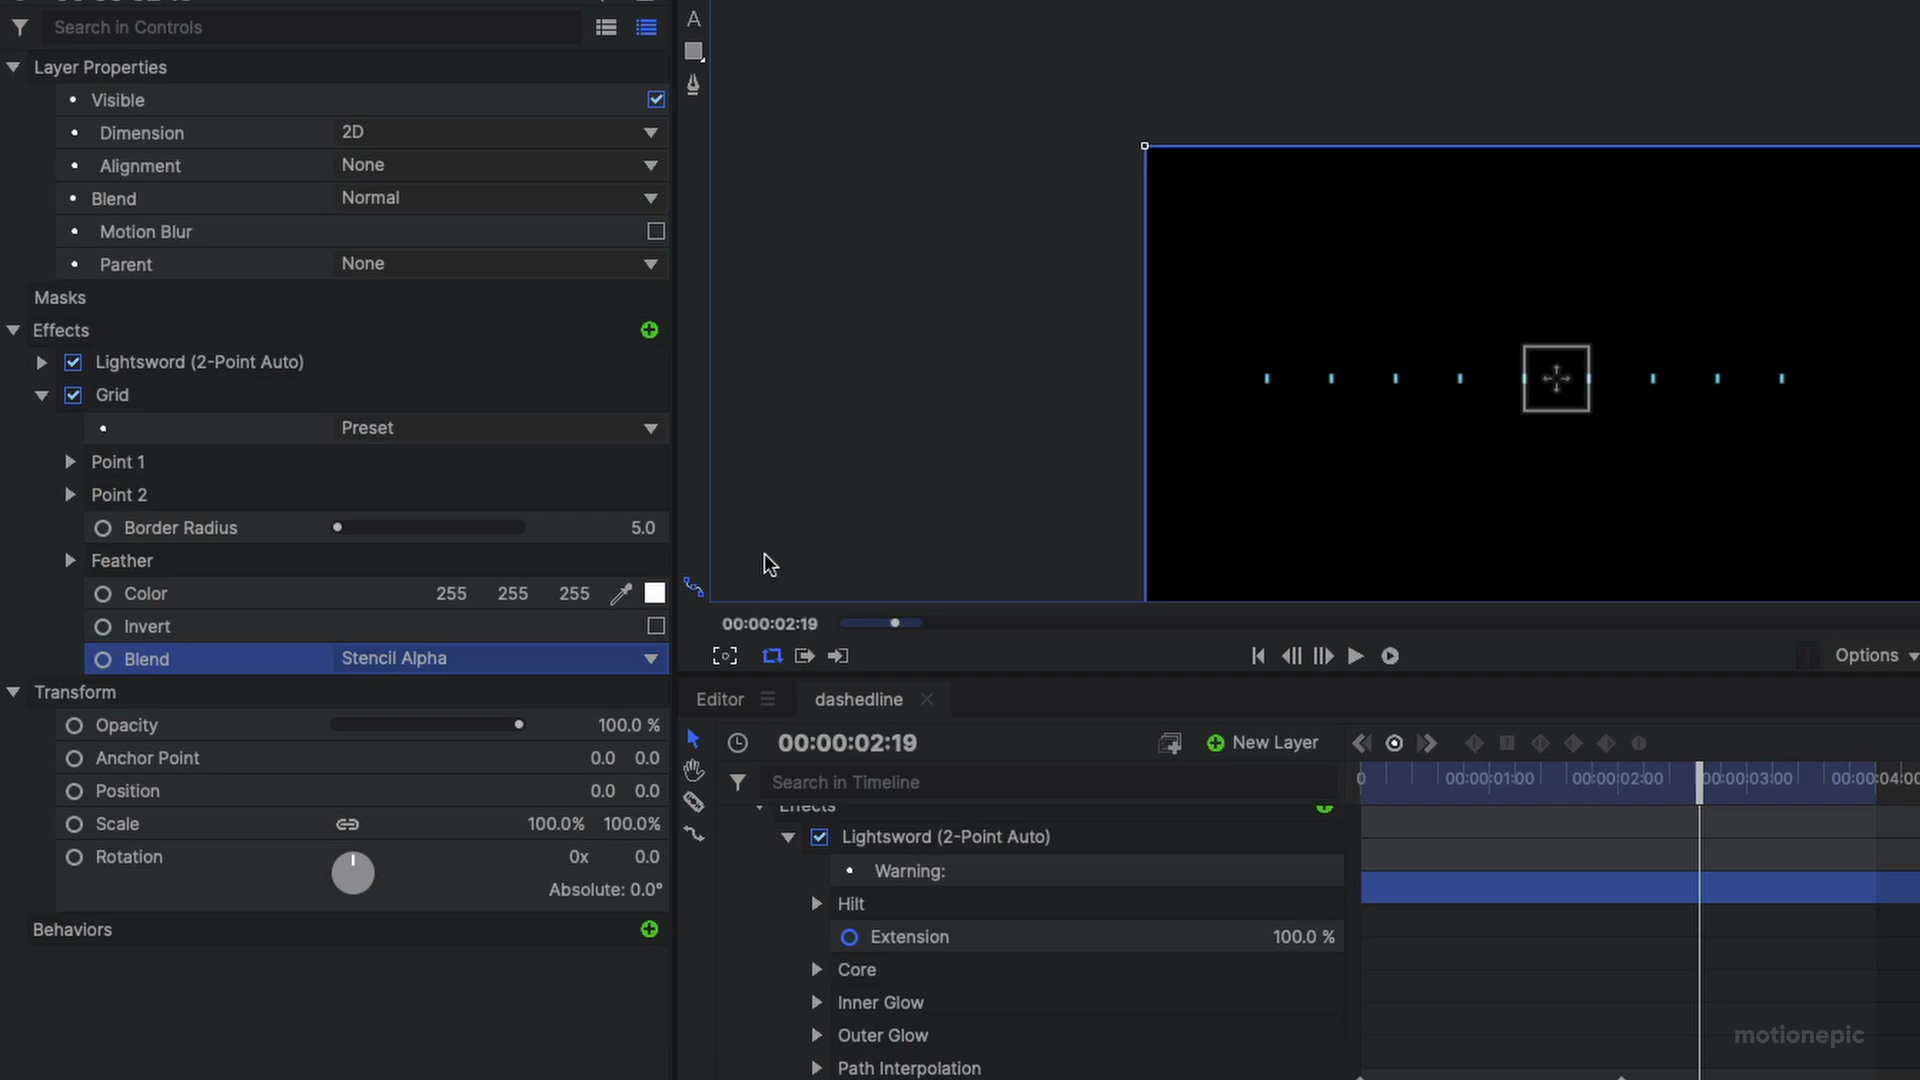 Search in Controls
Layer Properties
Visible
Dimension 2D
Alignment None
Blend Normal
Motion Blur
Parent None
Masks
Effects
Lightsword (2-Point Auto)
Grid
Preset
Point 1
Point 2
Border Radius 5.0
Feather
Color 255 255 255
Invert
Blend Stencil Alpha
Transform
Opacity 100.0 %
Anchor Point 0.0 0.0
Position 0.0 0.0
Scale 100.0% 100.0%
Rotation 0x 0.0
Absolute: 0.0°
Behaviors
A
00:00:02:19
Options
Editor dashedline
00:00:02:19 New Layer
Search in Timeline
0 00:00:01:00 00:00:02:00 00:00:03:00 00:00:04:00
Effects
Lightsword (2-Point Auto)
Warning:
Hilt
Extension 100.0 %
Core
Inner Glow
Outer Glow
Path Interpolation
motionepic